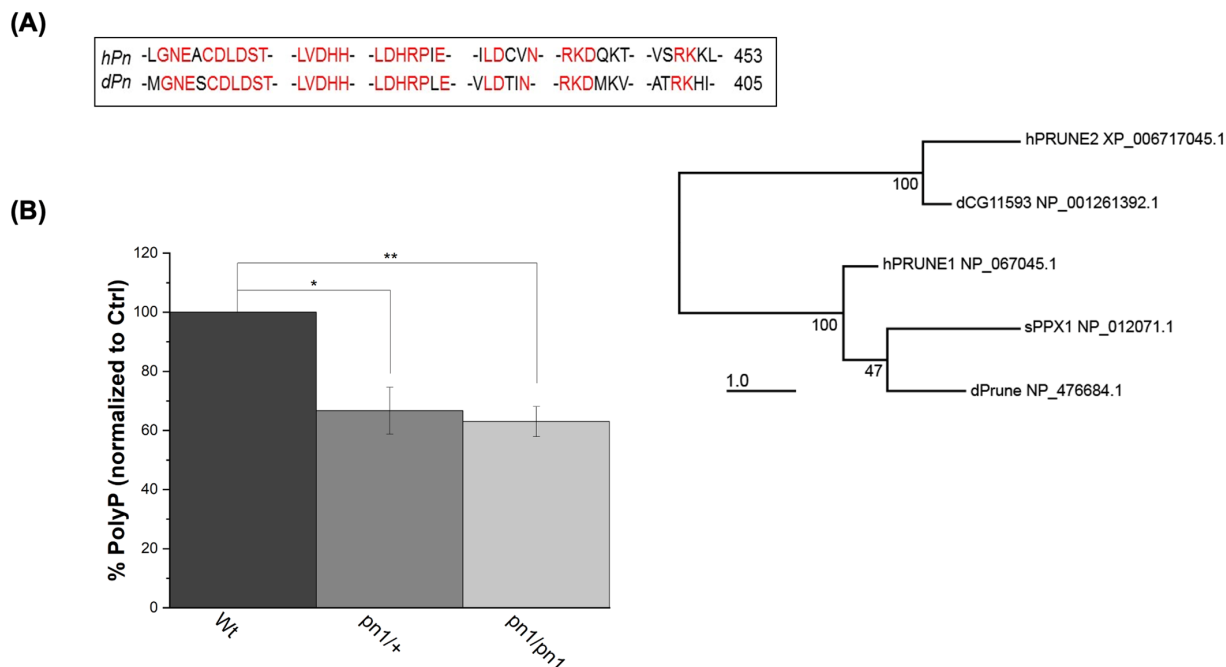 (A)
hPn -LGNEACDLDST- -LVDHH- -LDHRPIE- -ILDCVN- -RKDQKT- -VSRKKL- 453
dPn -MGNESCDLDST- -LVDHH- -LDHRPLE- -VLDTIN- -RKDMKV- -ATRKHI- 405
hPRUNE2 XP_006717045.1
100
dCG11593 NP_001261392.1
hPRUNE1 NP_067045.1
100
sPPX1 NP_012071.1
47
1.0
dPrune NP_476684.1
(B)
% PolyP (normalized to Ctrl)
120
100
80
60
40
20
0
**
*
Wt
pn1/+
pn1/pn1